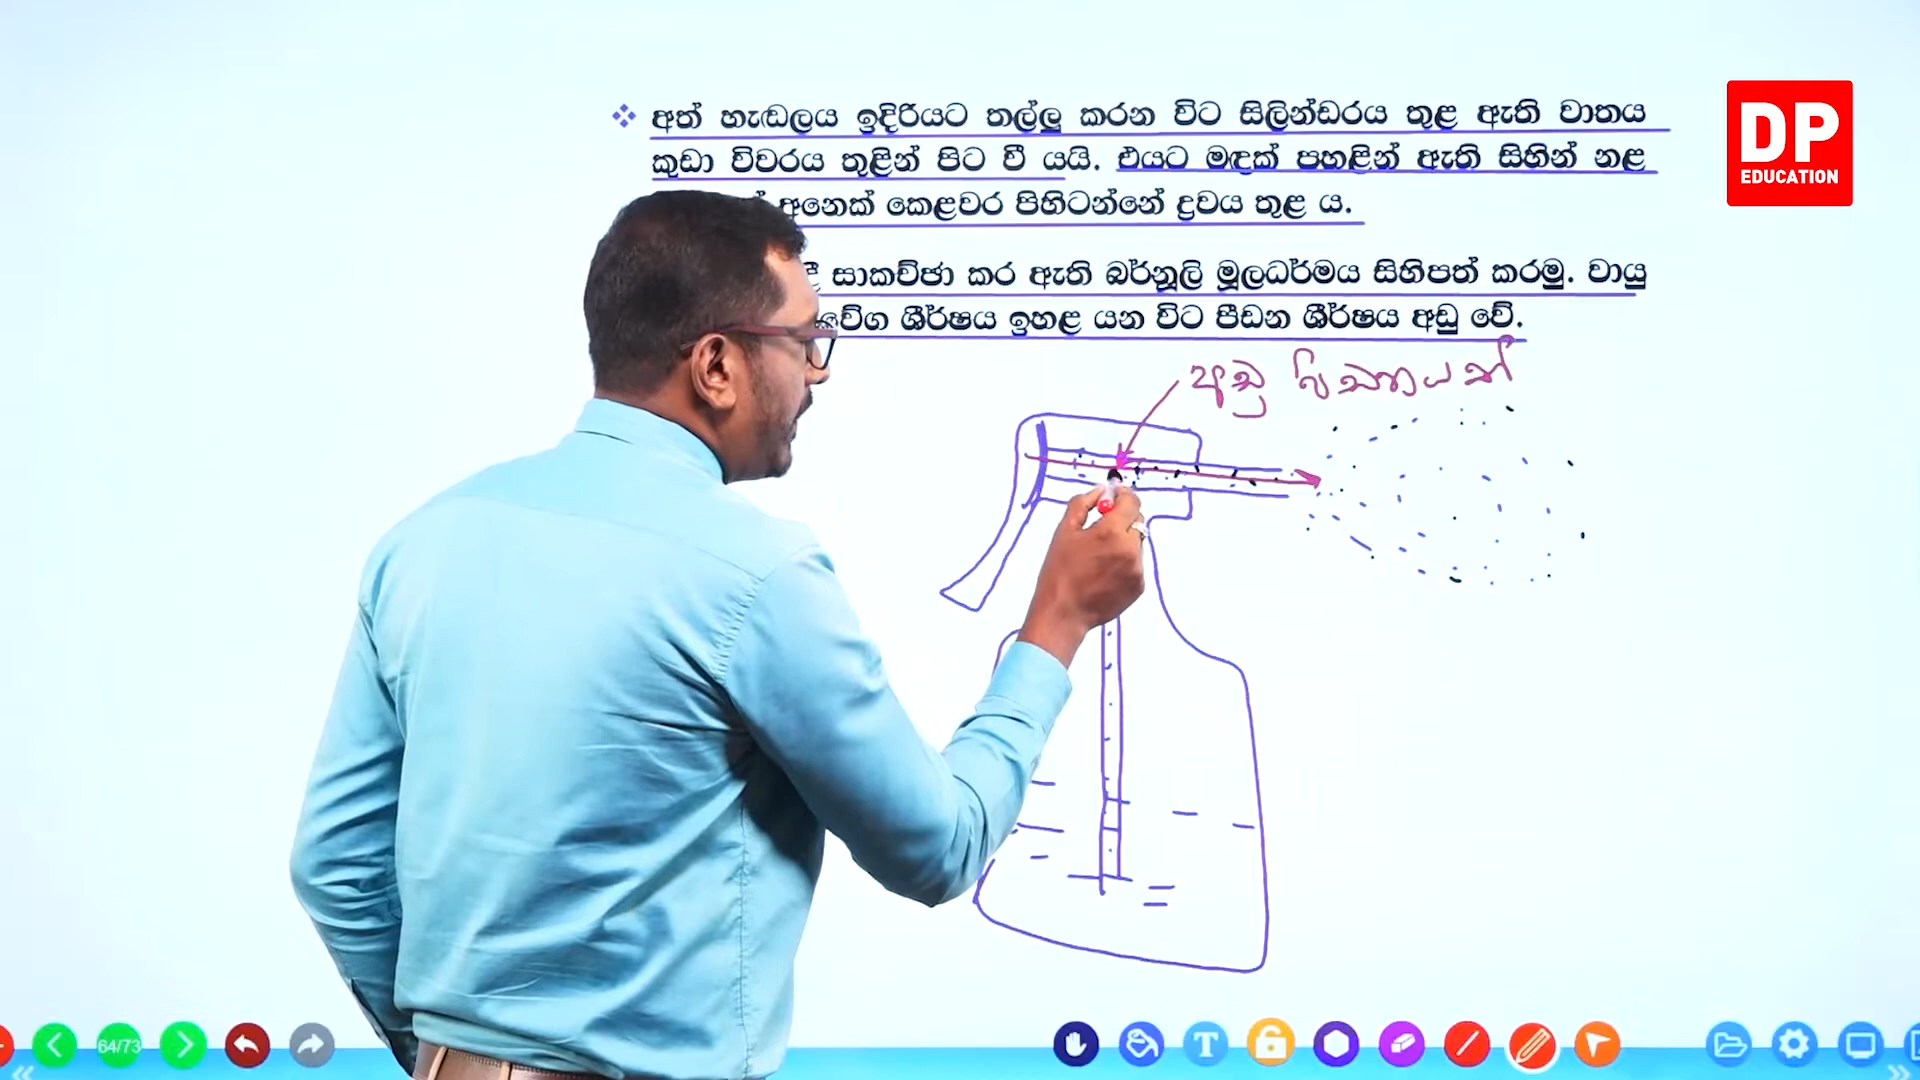 අත් හැඬලය ඉදිරියට තල්ලු කරන විට සිලින්ඩරය තුළ ඇති වාතය
කුඩා විවරය තුළින් පිට වී යයි. එයට මඳක් පහළින් ඇති සිහින් නළ
අනෙක් කෙළවර පිහිටන්නේ ද්‍රවය තුළ ය.
සාකච්ඡා කර ඇති බර්නූලි මූලධර්මය සිහිපත් කරමු. වායු
වේග ශීර්ෂය ඉහළ යන විට පීඩන ශීර්ෂය අඩු වේ.
අඩු පීඩනයක්
DP
EDUCATION
64/73
T